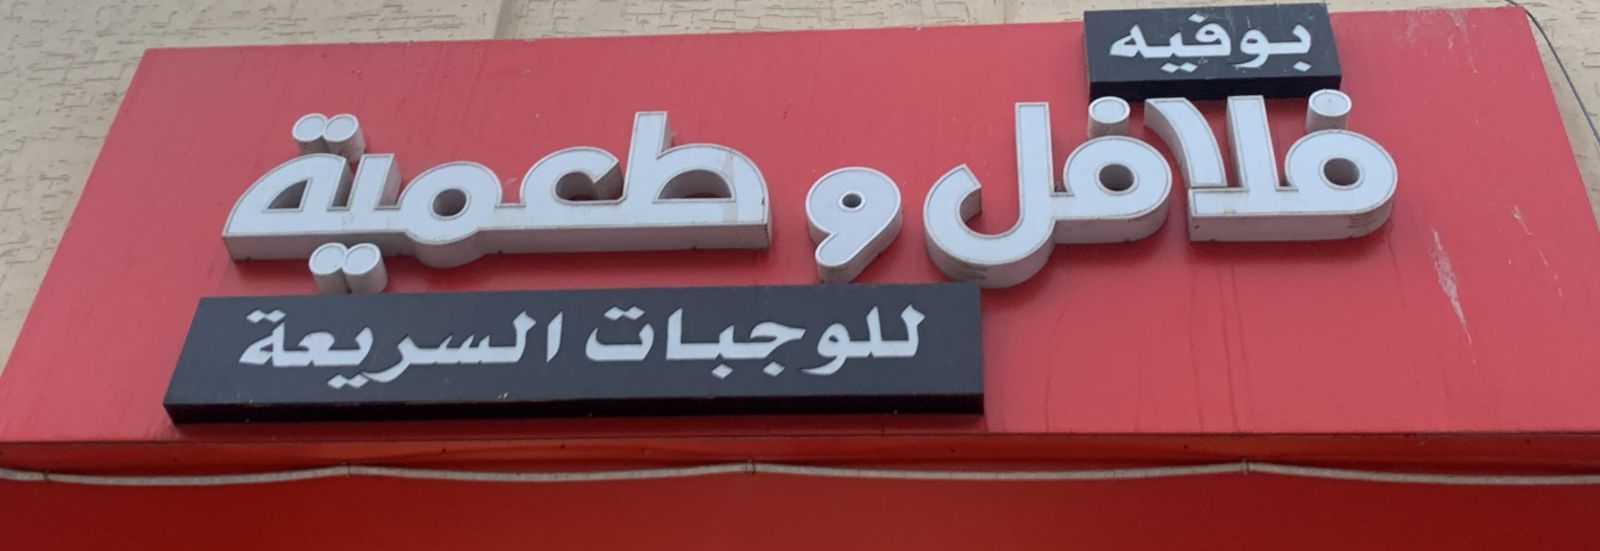 بوفيه
فلافل و طعمية
للوجبات السريعة